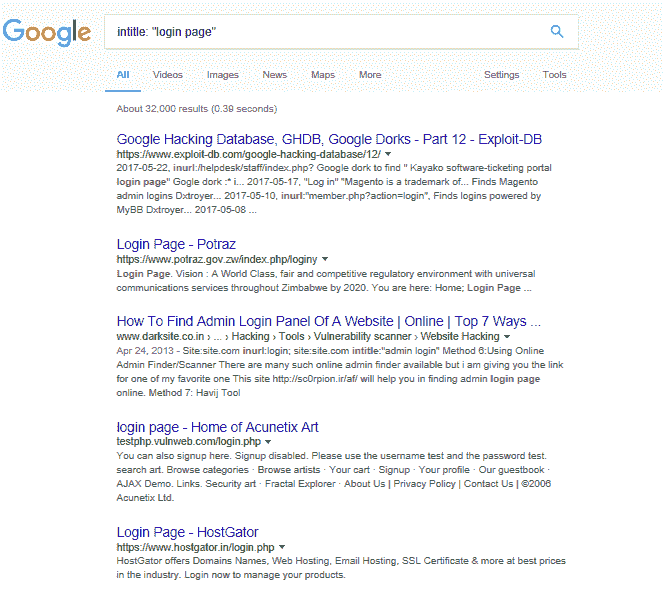 Google
intitle: "login page"
All Videos Images News Maps More Settings Tools
About 32,000 results (0.39 seconds)
Google Hacking Database, GHDB, Google Dorks - Part 12 - Exploit-DB
https://www.exploit-db.com/google-hacking-database/12/
2017-05-22, inurl:/helpdesk/staff/index.php? Google dork to find " Kayako software-ticketing portal
login page" Gogle dork :* i... 2017-05-17, "Log in" "Magento is a trademark of... Finds Magento
admin logins Dxtroyer... 2017-05-10, inurl:"member.php?action=login", Finds logins powered by
MyBB Dxtroyer... 2017-05-08 ...
Login Page - Potraz
https://www.potraz.gov.zw/index.php/loginy
Login Page. Vision : A World Class, fair and competitive regulatory environment with universal
communications services throughout Zimbabwe by 2020. You are here: Home; Login Page ...
How To Find Admin Login Panel Of A Website | Online | Top 7 Ways ...
www.darksite.co.in › ... › Hacking › Tools › Vulnerability scanner › Website Hacking
Apr 24, 2013 - Site:site.com inurl:login; site:site.com intitle:"admin login" Method 6:Using Online
Admin Finder/Scanner There are many such online admin finder available but i am giving you the link
for one of my favorite one This site http://sc0rpion.ir/af/ will help you in finding admin login page
online. Method 7: Havij Tool
login page - Home of Acunetix Art
testphp.vulnweb.com/login.php
You can also signup here. Signup disabled. Please use the username test and the password test.
search art. Browse categories · Browse artists · Your cart · Signup · Your profile · Our guestbook ·
AJAX Demo. Links. Security art · Fractal Explorer · About Us | Privacy Policy | Contact Us | ©2006
Acunetix Ltd.
Login Page - HostGator
https://www.hostgator.in/login.php
HostGator offers Domains Names, Web Hosting, Email Hosting, SSL Certificate & more at best prices
in the industry. Login now to manage your products.